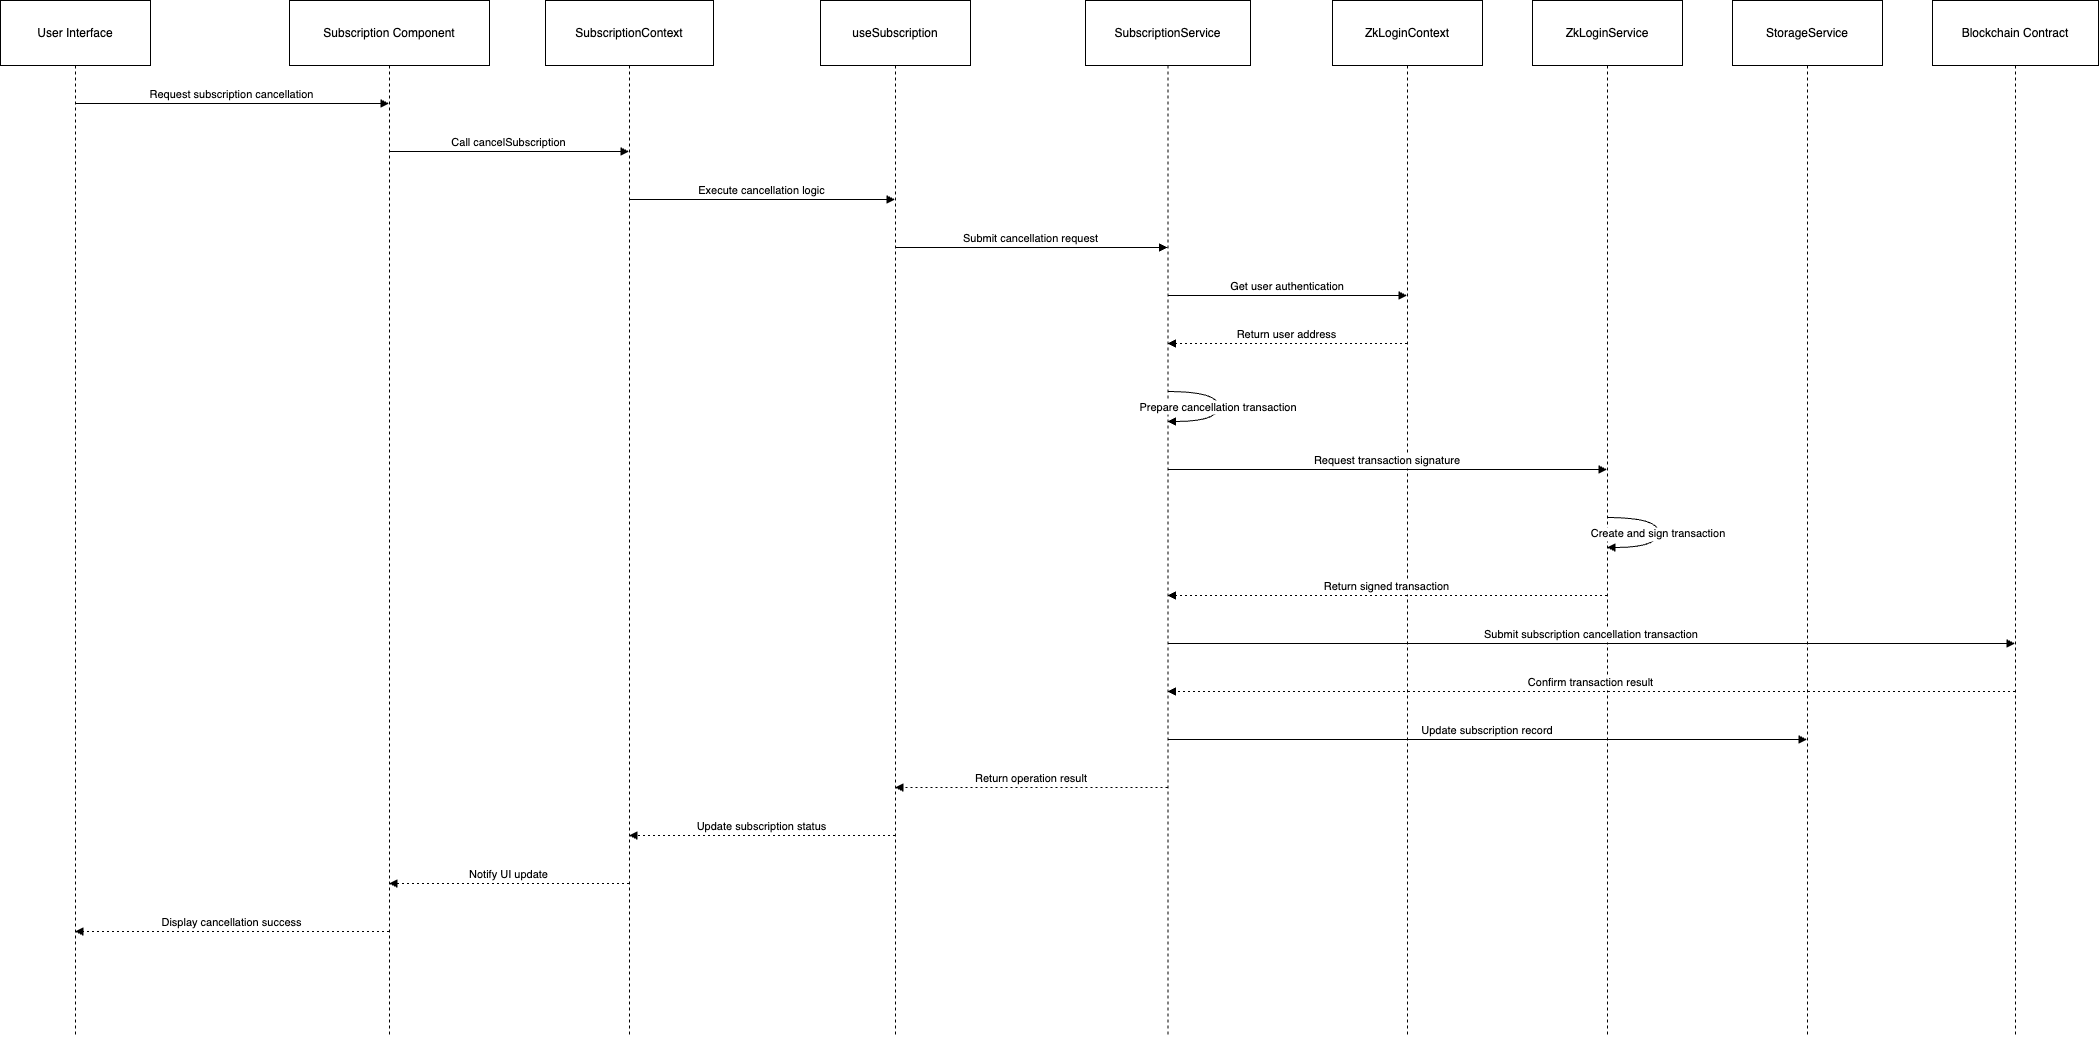 User Interface
Subscription Component
SubscriptionContext
useSubscription
SubscriptionService
ZkLoginContext
ZkLoginService
StorageService
Blockchain Contract
Request subscription cancellation
Call cancelSubscription
Execute cancellation logic
Submit cancellation request
Get user authentication
Return user address
Prepare cancellation transaction
Request transaction signature
Create and sign transaction
Return signed transaction
Submit subscription cancellation transaction
Confirm transaction result
Update subscription record
Return operation result
Update subscription status
Notify UI update
Display cancellation success